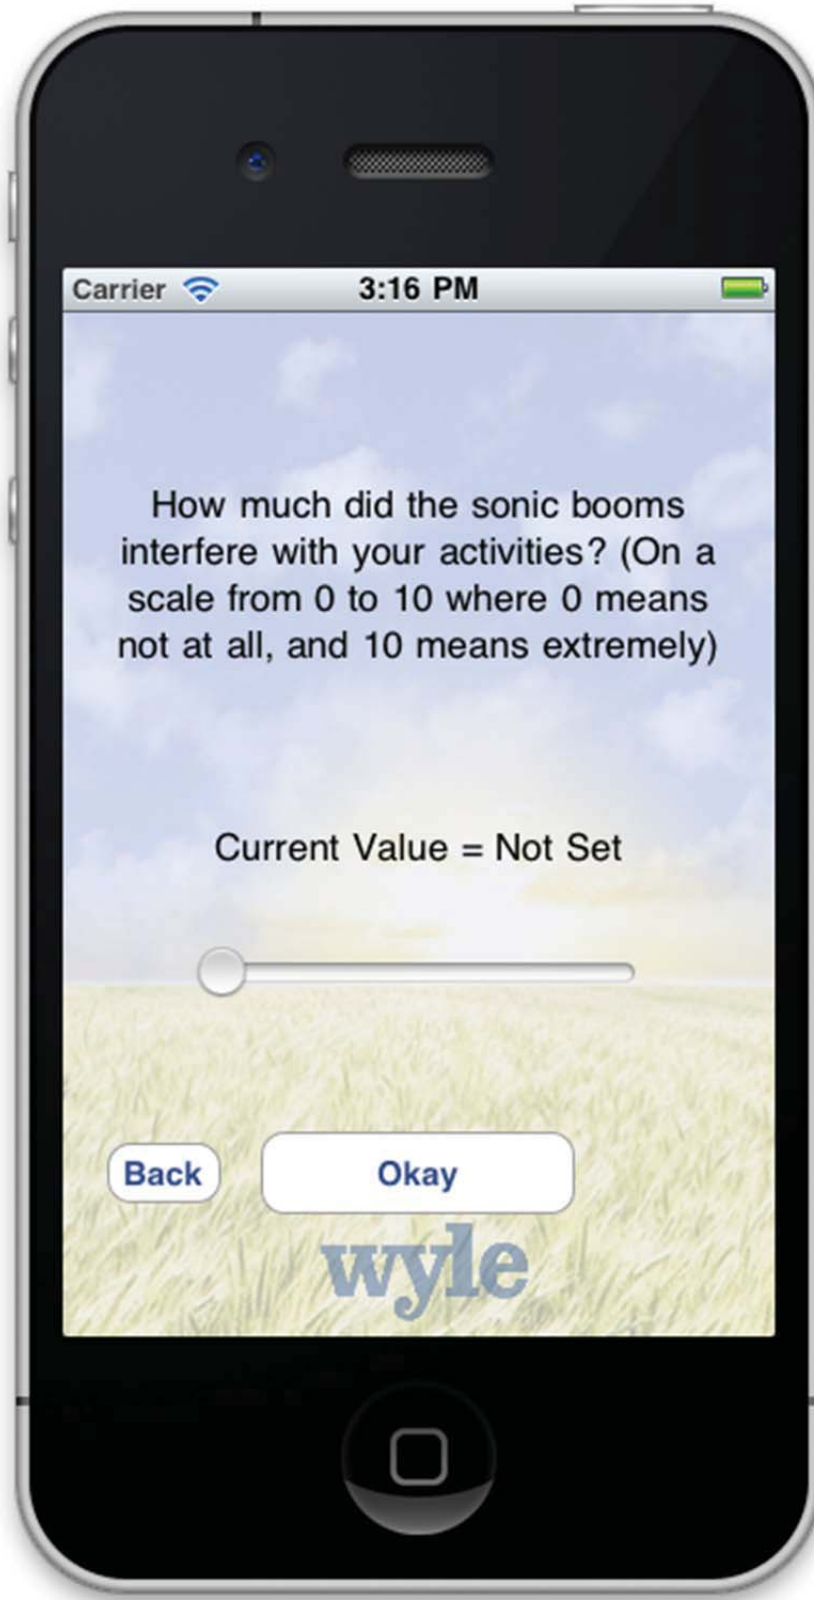 Carrier 3:16 PM
How much did the sonic booms
interfere with your activities? (On a
scale from 0 to 10 where 0 means
not at all, and 10 means extremely)
Current Value = Not Set
Back Okay
wyle